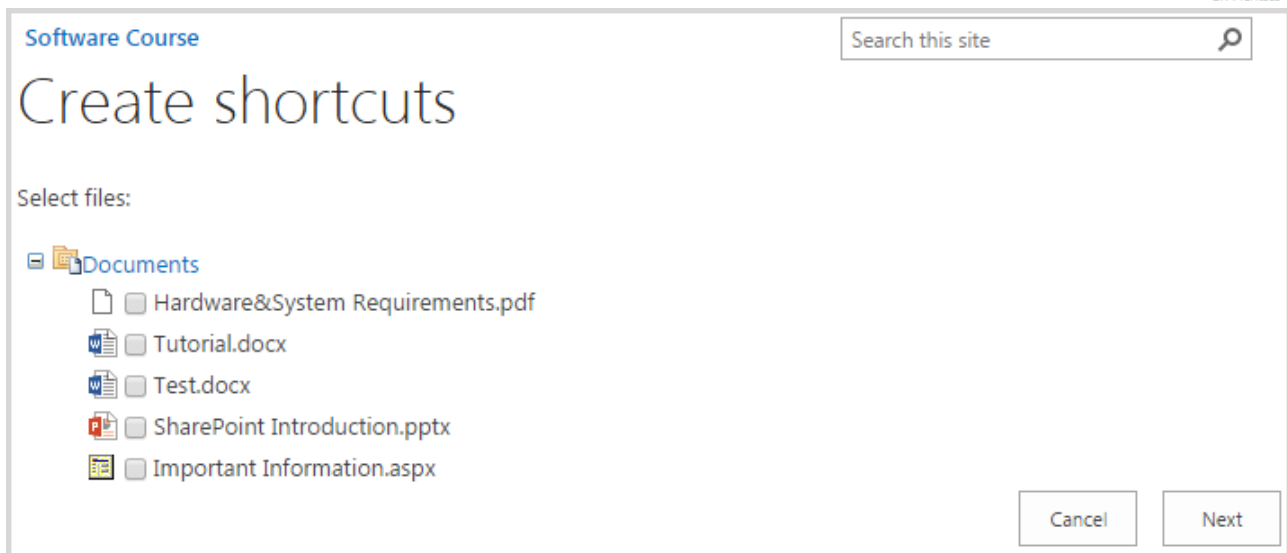 Software Course
Search this site
Create shortcuts
Select files:
Documents
Hardware&System Requirements.pdf
Tutorial.docx
Test.docx
SharePoint Introduction.pptx
Important Information.aspx
Cancel Next